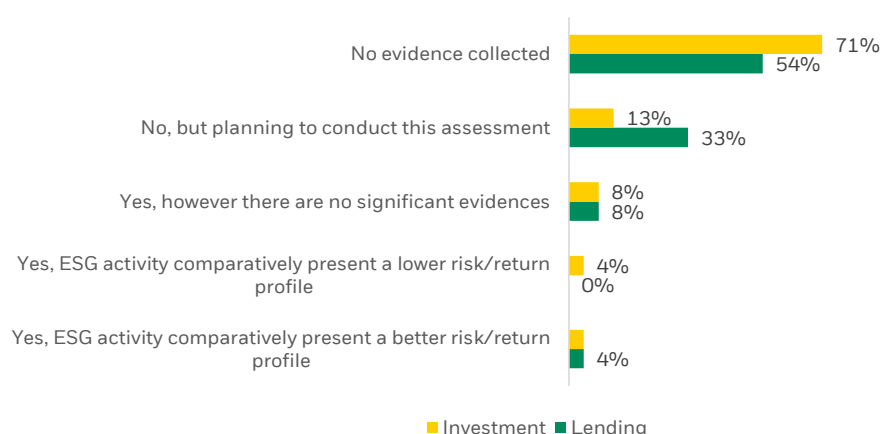 No evidence collected
71%
54%
No, but planning to conduct this assessment
13%
33%
Yes, however there are no significant evidences
8%
8%
Yes, ESG activity comparatively present a lower risk/return
profile
4%
0%
Yes, ESG activity comparatively present a better risk/return
profile
4%
Investment Lending